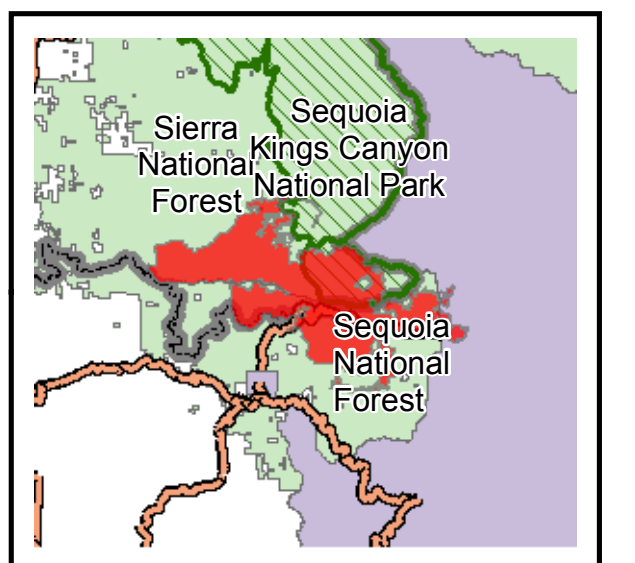 Sierra
National
Forest
Sequoia
Kings Canyon
National Park
Sequoia
National
Forest